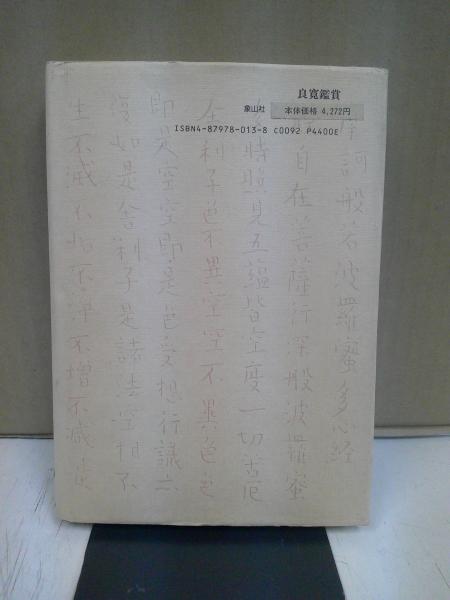 良寛鑑賞
象山社 本体価格 4,272円
ISBN4-87978-013-8 C0092 P4400E
訶般若波羅蜜多心経
自在菩薩行深般波羅蜜
時照見五蘊皆空度一切苦厄
舎利子色不異空空不異色色
即是空空即是色受想行識亦
復如是舎利子是諸法空相不
生不滅不垢不浄不増不減是